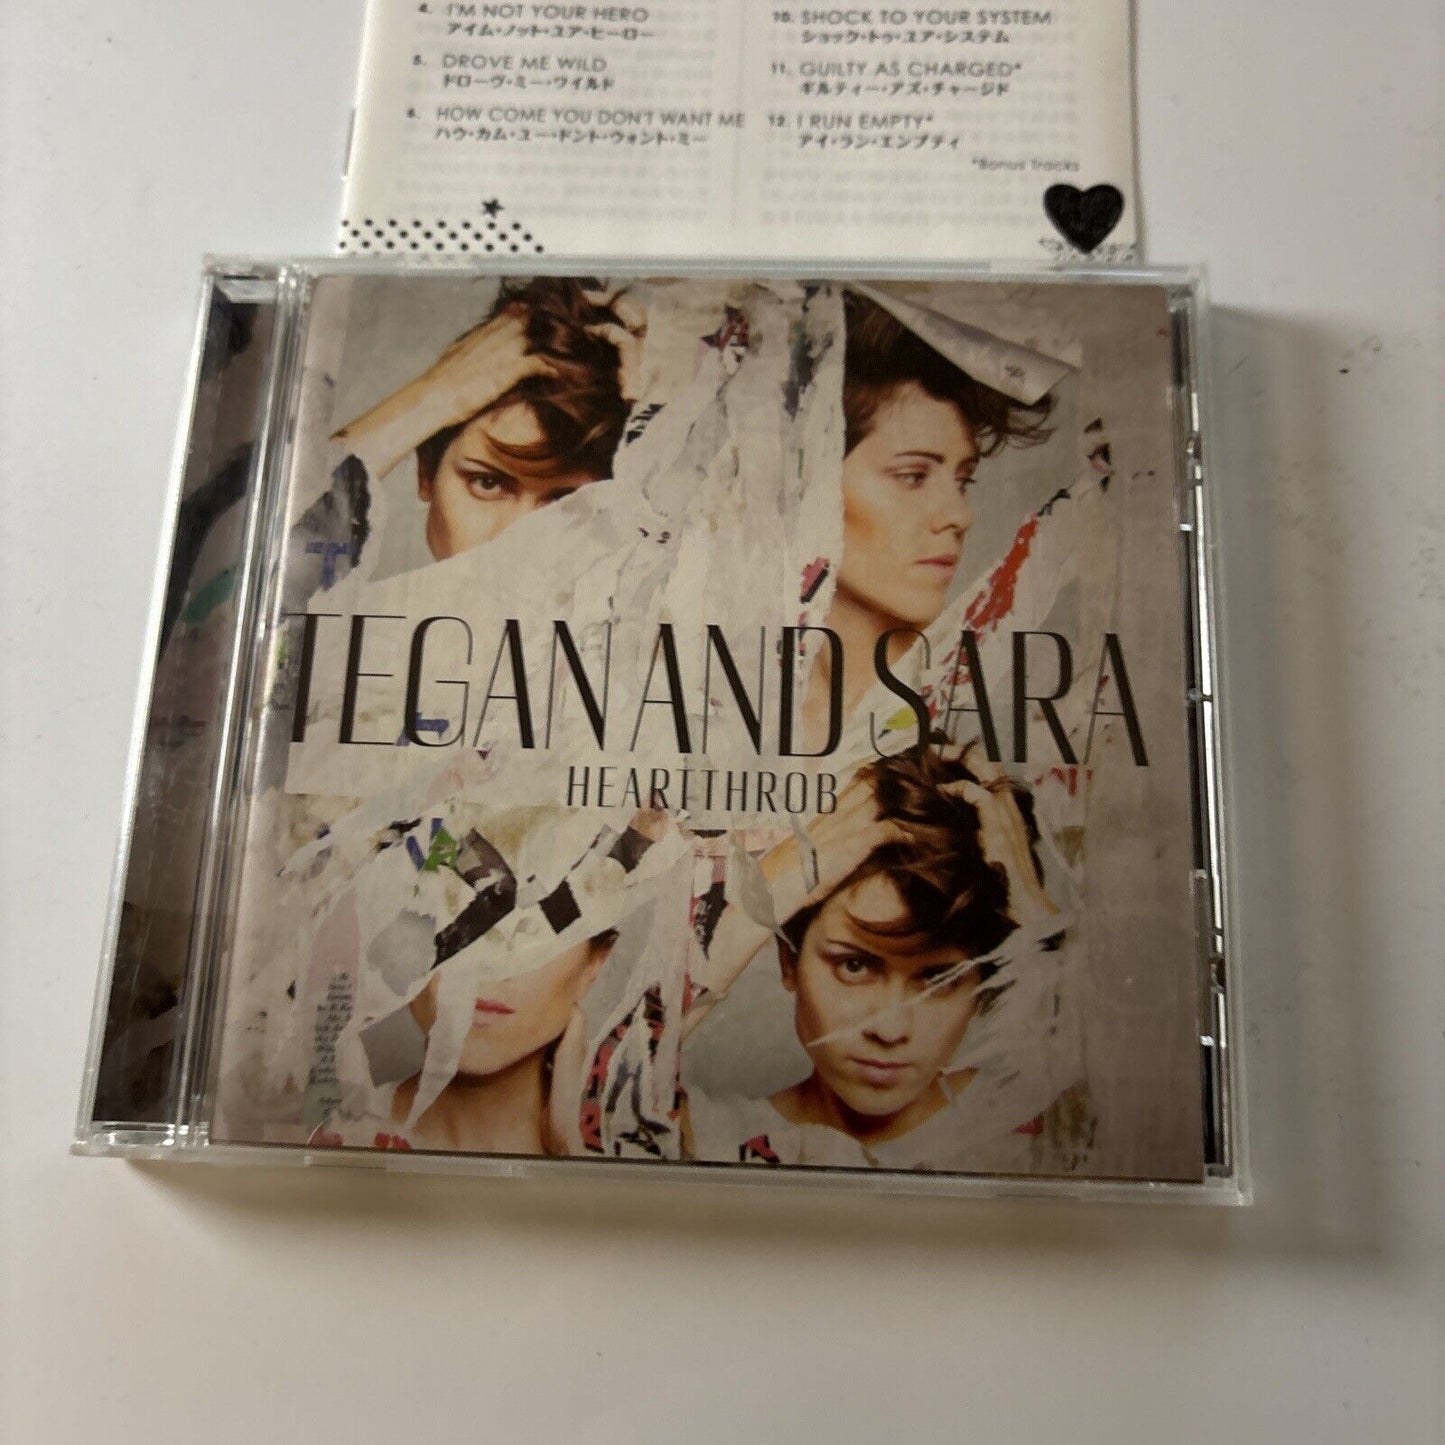 4. I'M NOT YOUR HERO
アイム・ノット・ユア・ヒーロー
5. DROVE ME WILD
ドローヴ・ミー・ワイルド
6. HOW COME YOU DON'T WANT ME
ハウ・カム・ユー・ドント・ウォント・ミー
10. SHOCK TO YOUR SYSTEM
ショック・トゥ・ユア・システム
11. GUILTY AS CHARGED*
ギルティー・アズ・チャージド
12. I RUN EMPTY*
アイ・ラン・エンプティ
*Bonus Tracks
TEGAN AND SARA
HEARTTHROB